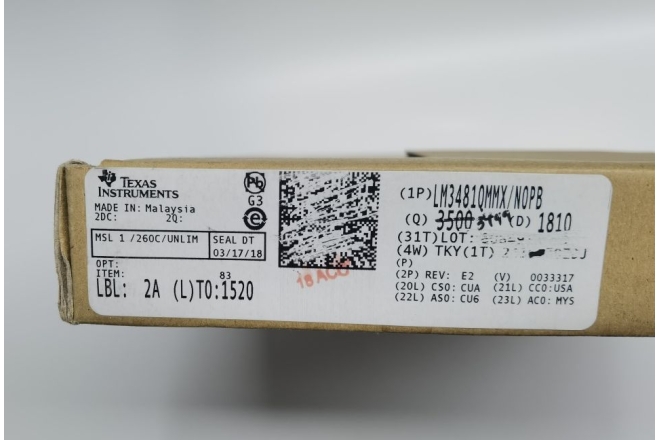 TEXAS
INSTRUMENTS
Pb
G3
e
MADE IN: Malaysia
2DC: 2Q:
MSL 1 /260C/UNLIM
SEAL DT
03/17/18
OPT:
ITEM: 83
LBL: 2A (L)TO:1520
(1P)LM3481QMMX/NOPB
(Q) 3500 (D) 1810
(31T)LOT:
(4W) TKY(1T)
(P)
(2P) REV: E2 (V) 0033317
(20L) CSO: CUA (21L) CCO:USA
(22L) ASO: CU6 (23L) ACO: MYS